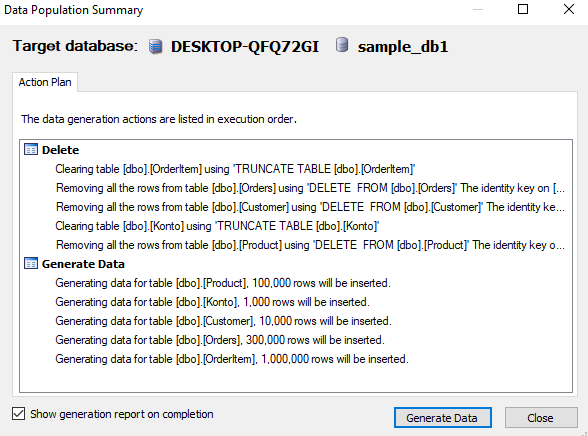 Data Population Summary
Target database: DESKTOP-QFQ72GI sample_db1
Action Plan
The data generation actions are listed in execution order.
Delete
Clearing table [dbo].[OrderItem] using 'TRUNCATE TABLE [dbo].[OrderItem]'
Removing all the rows from table [dbo].[Orders] using 'DELETE  FROM [dbo].[Orders]' The identity key on [...
Removing all the rows from table [dbo].[Customer] using 'DELETE  FROM [dbo].[Customer]' The identity ke...
Clearing table [dbo].[Konto] using 'TRUNCATE TABLE [dbo].[Konto]'
Removing all the rows from table [dbo].[Product] using 'DELETE  FROM [dbo].[Product]' The identity key o...
Generate Data
Generating data for table [dbo].[Product], 100,000 rows will be inserted.
Generating data for table [dbo].[Konto], 1,000 rows will be inserted.
Generating data for table [dbo].[Customer], 10,000 rows will be inserted.
Generating data for table [dbo].[Orders], 300,000 rows will be inserted.
Generating data for table [dbo].[OrderItem], 1,000,000 rows will be inserted.
Show generation report on completion
Generate Data
Close